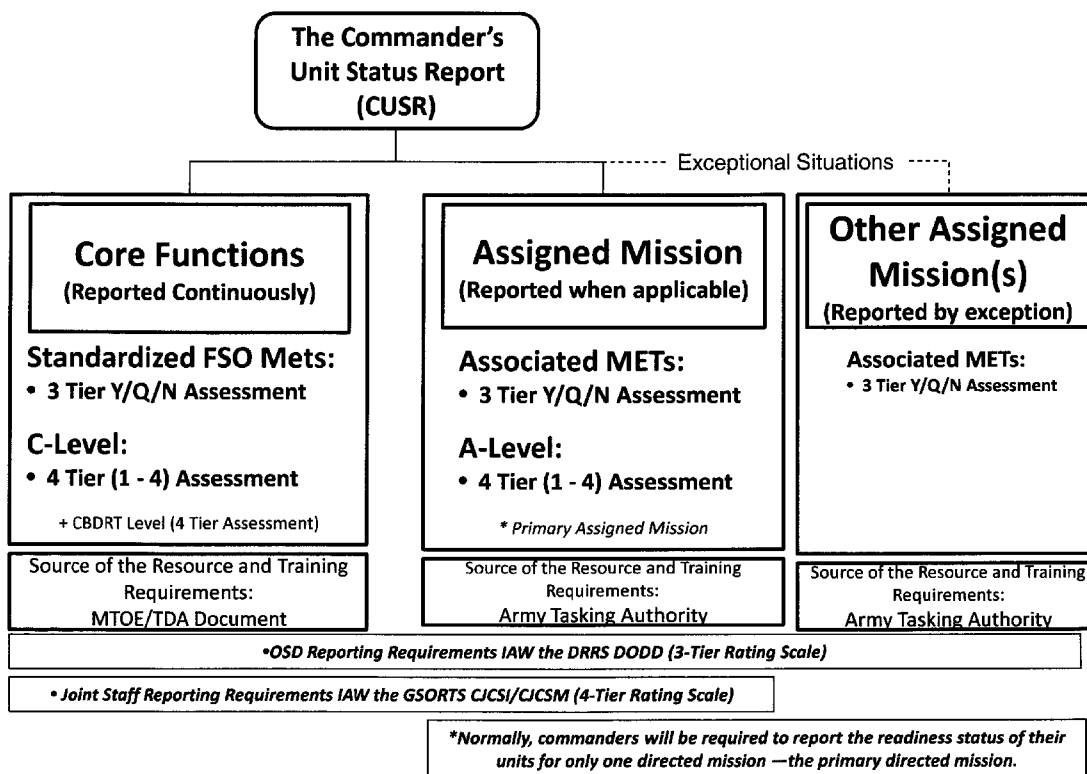 The Commander's
Unit Status Report
(CUSR)
Exceptional Situations
Core Functions
(Reported Continuously)
Standardized FSO Mets:
• 3 Tier Y/Q/N Assessment
C-Level:
• 4 Tier (1 - 4) Assessment
+ CBDRT Level (4 Tier Assessment)
Source of the Resource and Training
Requirements:
MTOE/TDA Document
Assigned Mission
(Reported when applicable)
Associated METs:
• 3 Tier Y/Q/N Assessment
A-Level:
• 4 Tier (1 - 4) Assessment
* Primary Assigned Mission
Source of the Resource and Training
Requirements:
Army Tasking Authority
Other Assigned
Mission(s)
(Reported by exception)
Associated METs:
• 3 Tier Y/Q/N Assessment
Source of the Resource and Training
Requirements:
Army Tasking Authority
•OSD Reporting Requirements IAW the DRRS DODD (3-Tier Rating Scale)
• Joint Staff Reporting Requirements IAW the GSORTS CJCSI/CJCSM (4-Tier Rating Scale)
*Normally, commanders will be required to report the readiness status of their
units for only one directed mission —the primary directed mission.